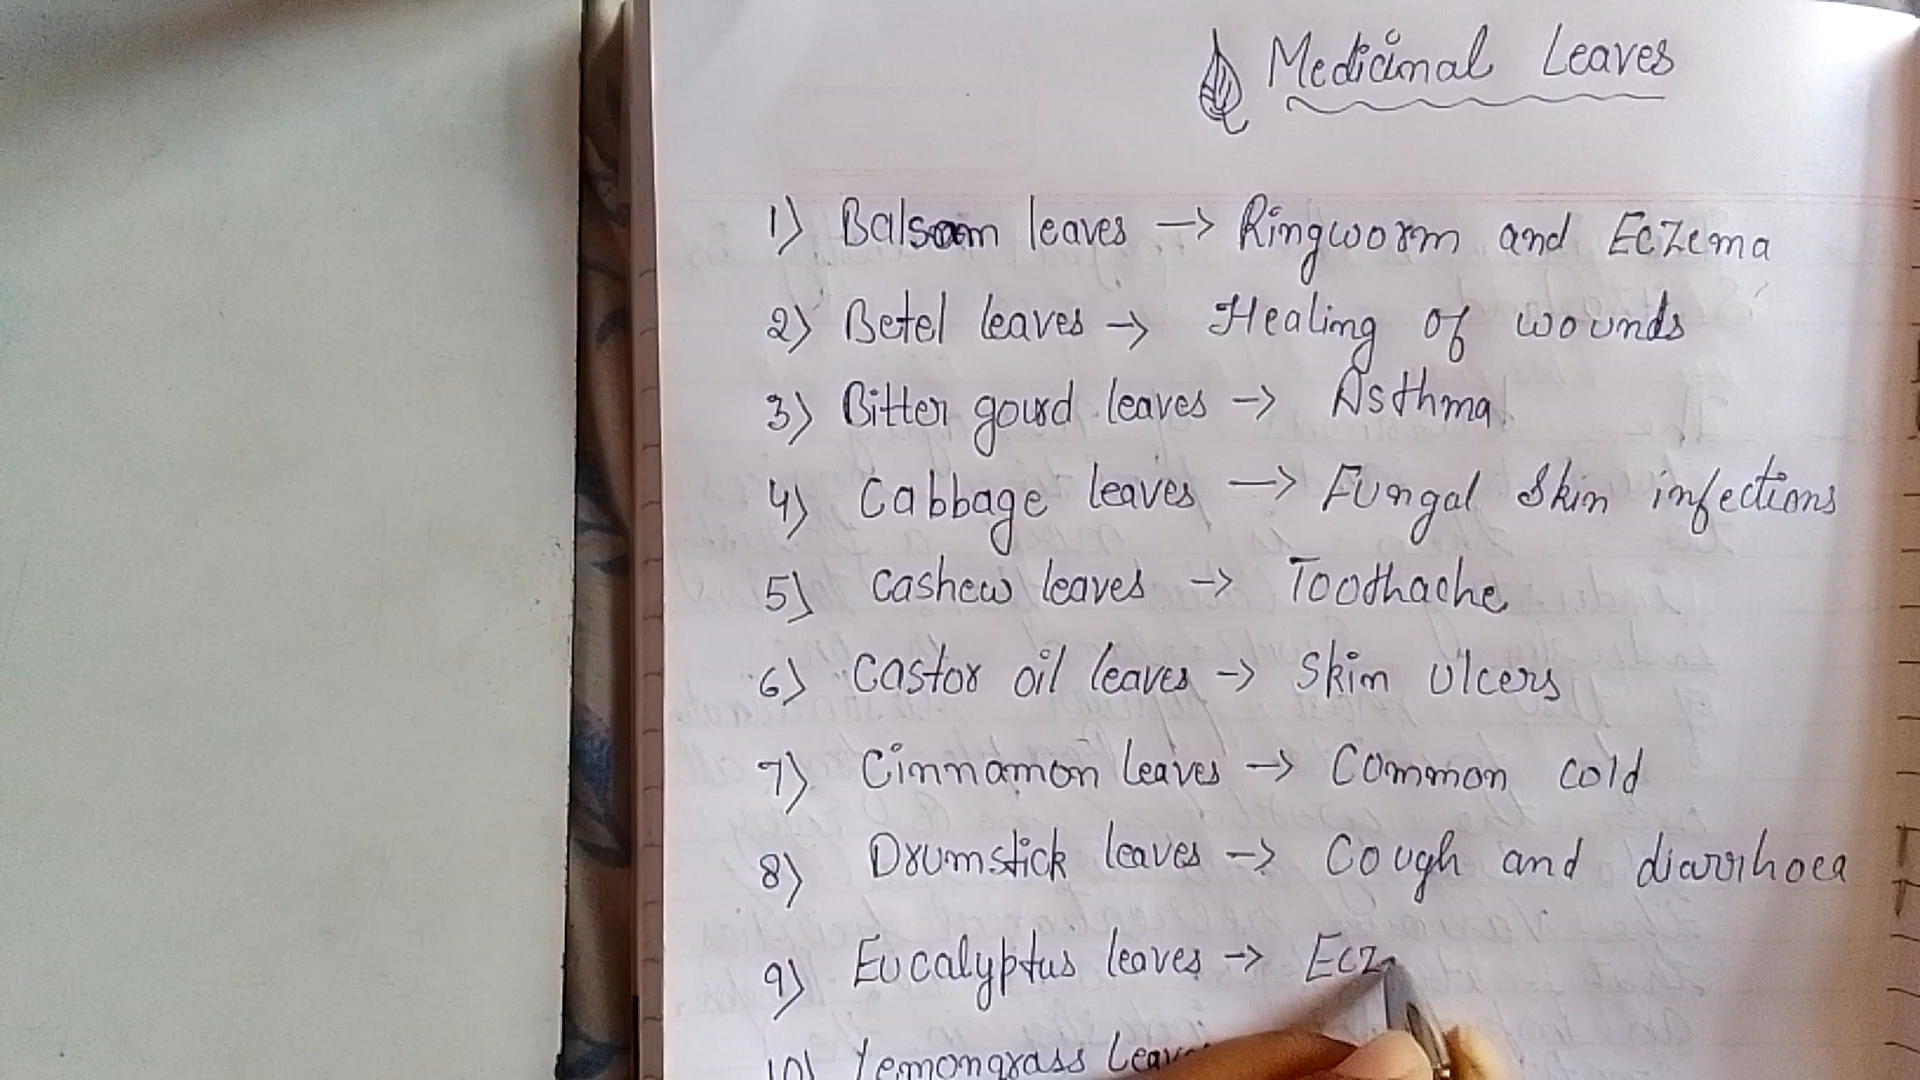 Medicinal Leaves
1) Balsam leaves → Ringworm and Eczema
2) Betel leaves → Healing of wounds
3) Bitter gourd leaves → Asthma
4) Cabbage leaves → Fungal Skin infections
5) Cashew leaves → Toothache
6) Castor oil leaves → Skin Ulcers
7) Cinnamon leaves → Common cold
8) Drumstick leaves → Cough and diarrhoea
9) Eucalyptus leaves → Ecz
10) Lemongrass Leav